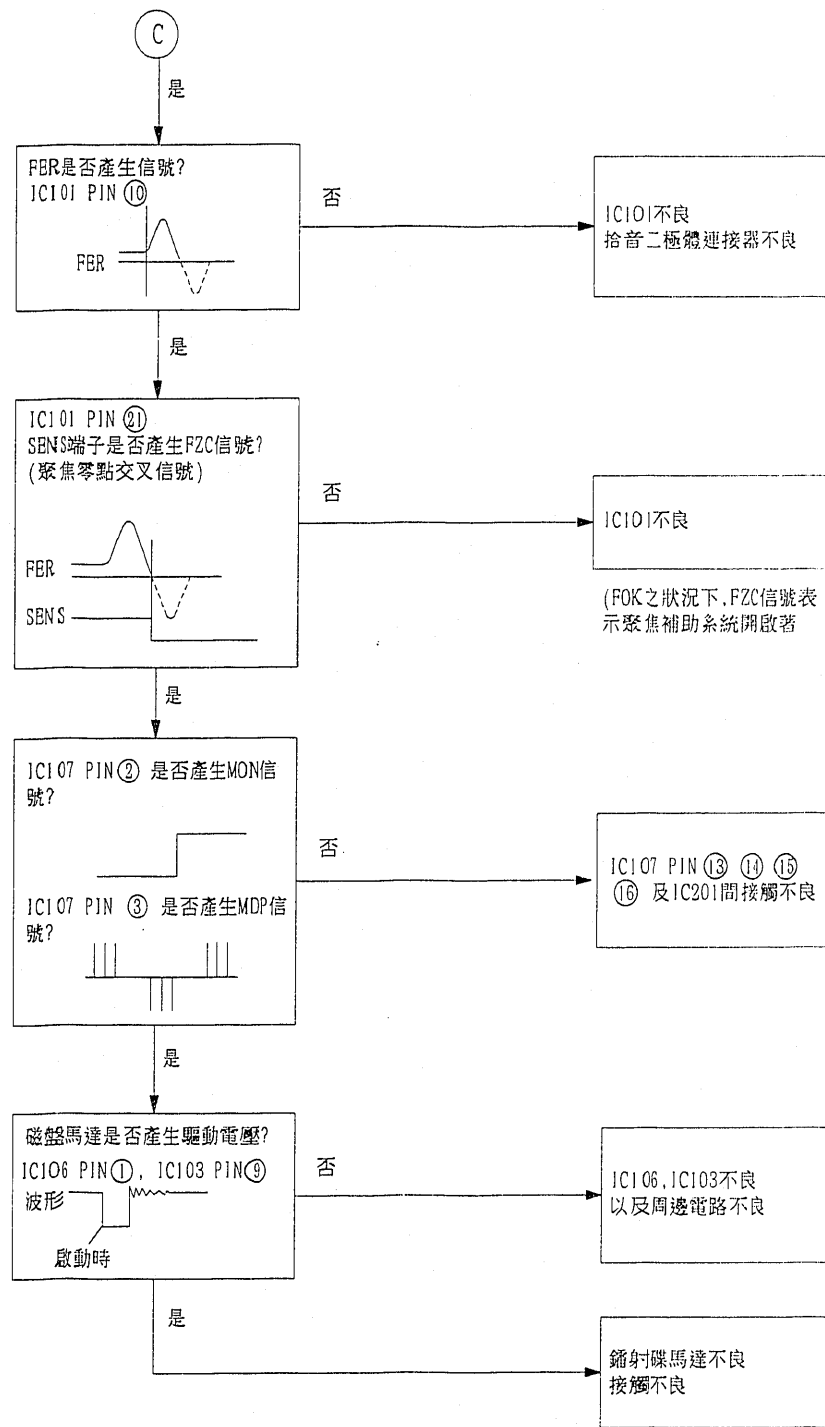 C
是
FER是否產生信號?
IC101 PIN ⑩
FER
否
IC101不良
拾音二極體連接器不良
是
IC101 PIN ㉑
SENS端子是否產生FZC信號?
(聚焦零點交叉信號)
FER
SENS
否
IC101不良
(FOK之狀況下,FZC信號表
示聚焦補助系統開啟著
是
IC107 PIN ② 是否產生MON信
號?
IC107 PIN ③ 是否產生MDP信
號?
否
IC107 PIN ⑬ ⑭ ⑮
⑯ 及IC201間接觸不良
是
磁盤馬達是否產生驅動電壓?
IC106 PIN①, IC103 PIN⑨
波形
啟動時
否
IC106,IC103不良
以及周邊電路不良
是
鐳射碟馬達不良
接觸不良